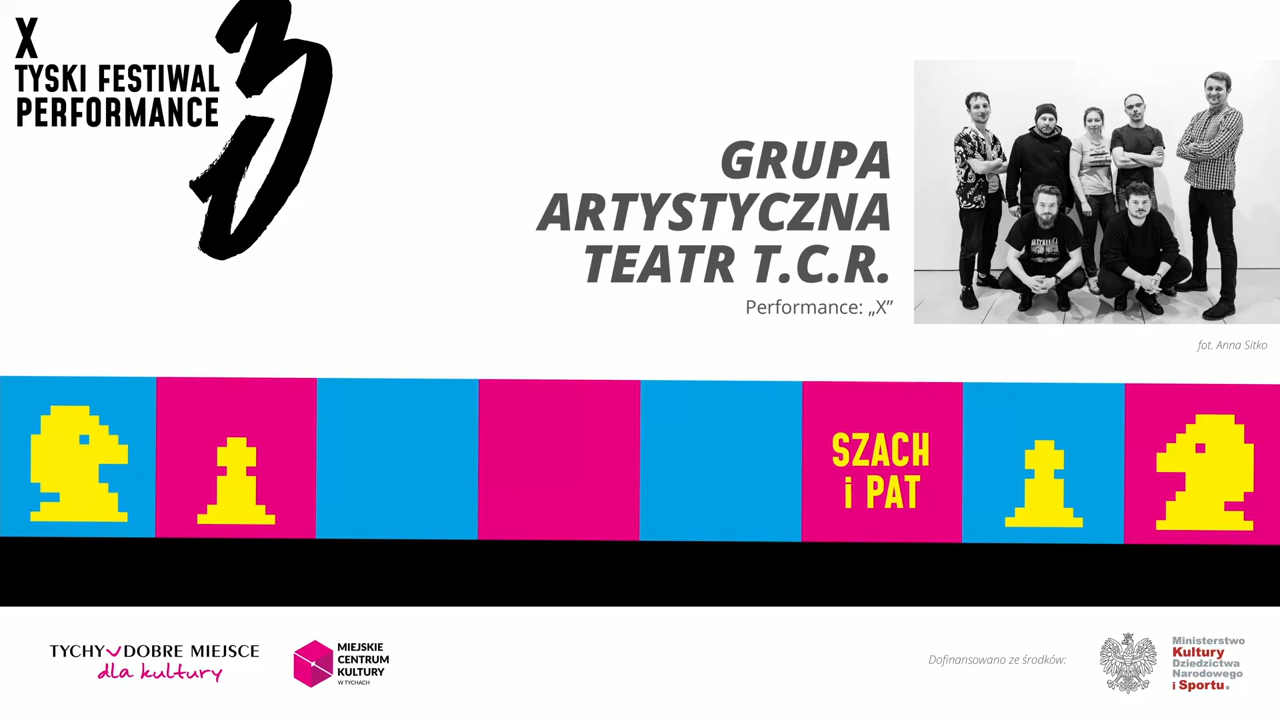 X
TYSKI FESTIWAL
PERFORMANCE
GRUPA
ARTYSTYCZNA
TEATR T.C.R.
Performance: „X”
fot. Anna Sitko
SZACH
i PAT
TYCHY DOBRE MIEJSCE
dla kultury
MIEJSKIE
CENTRUM
KULTURY
W TYCHACH
Dofinansowano ze środków:
Ministerstwo
Kultury
Dziedzictwa
Narodowego
i Sportu.